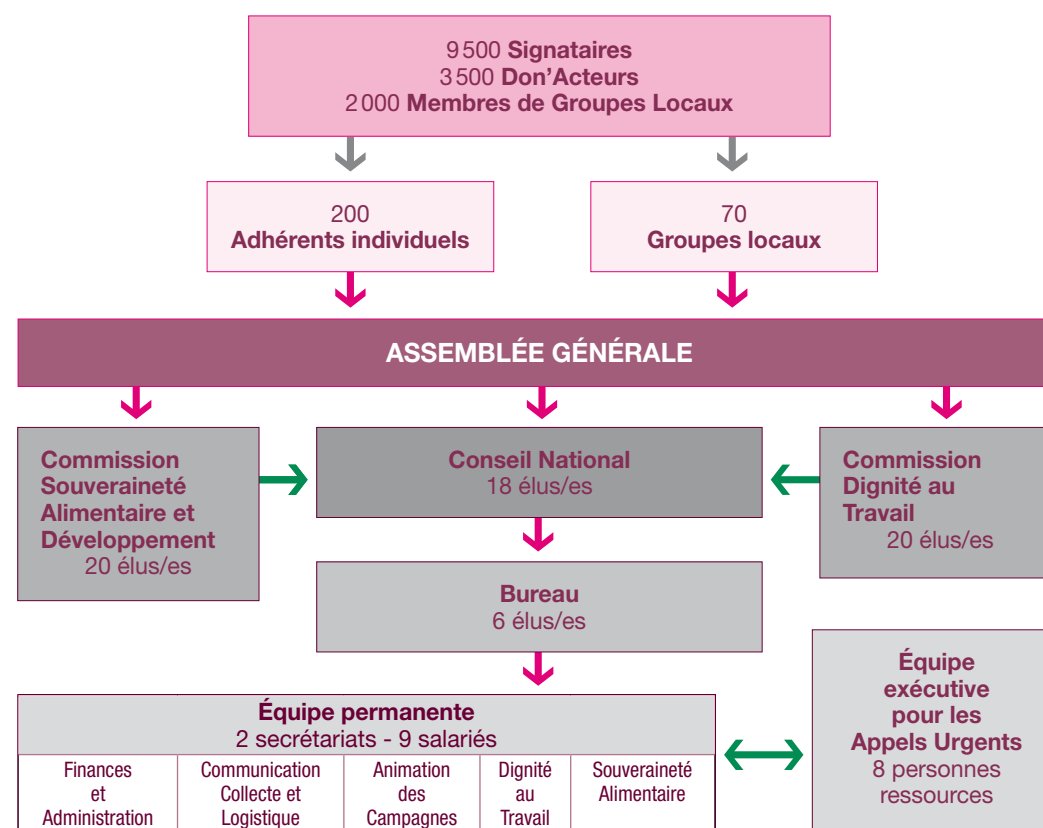 9 500 Signataires
3 500 Don'Acteurs
2 000 Membres de Groupes Locaux
200
Adhérents individuels
70
Groupes locaux
ASSEMBLÉE GÉNÉRALE
Commission
Souveraineté
Alimentaire et
Développement
20 élus/es
Conseil National
18 élus/es
Commission
Dignité au
Travail
20 élus/es
Bureau
6 élus/es
Équipe permanente
2 secrétariats - 9 salariés
Finances
et
Administration
Communication
Collecte et
Logistique
Animation
des
Campagnes
Dignité
au
Travail
Souveraineté
Alimentaire
Équipe
exécutive
pour les
Appels Urgents
8 personnes
ressources